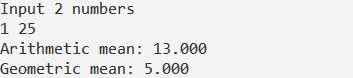 Input 2 numbers
1 25
Arithmetic mean: 13.000
Geometric mean: 5.000